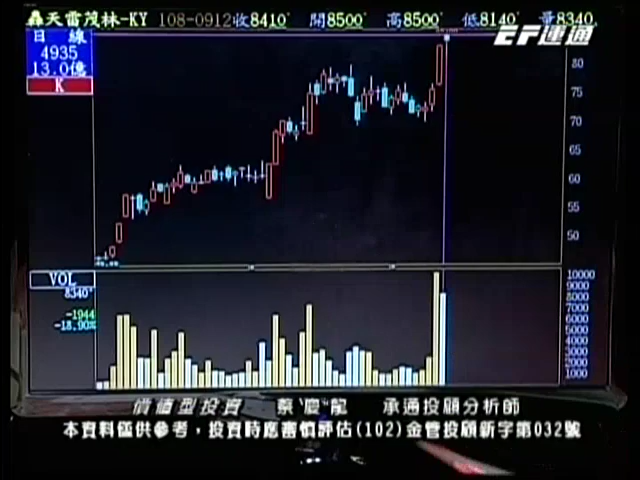 轟天雷茂林-KY 108-0912收8410 開8500 高8500 低8140 量8340
EF連通
日線
4935
13.0億
K
80
75
70
65
60
55
50
VOL
8340
-1944
-18.90%
10000
9000
8000
7000
6000
5000
4000
3000
2000
1000
價值型投資 蔡慶龍 承通投顧分析師
本資料僅供參考，投資時應審慎評估(102)金管投顧新字第032號